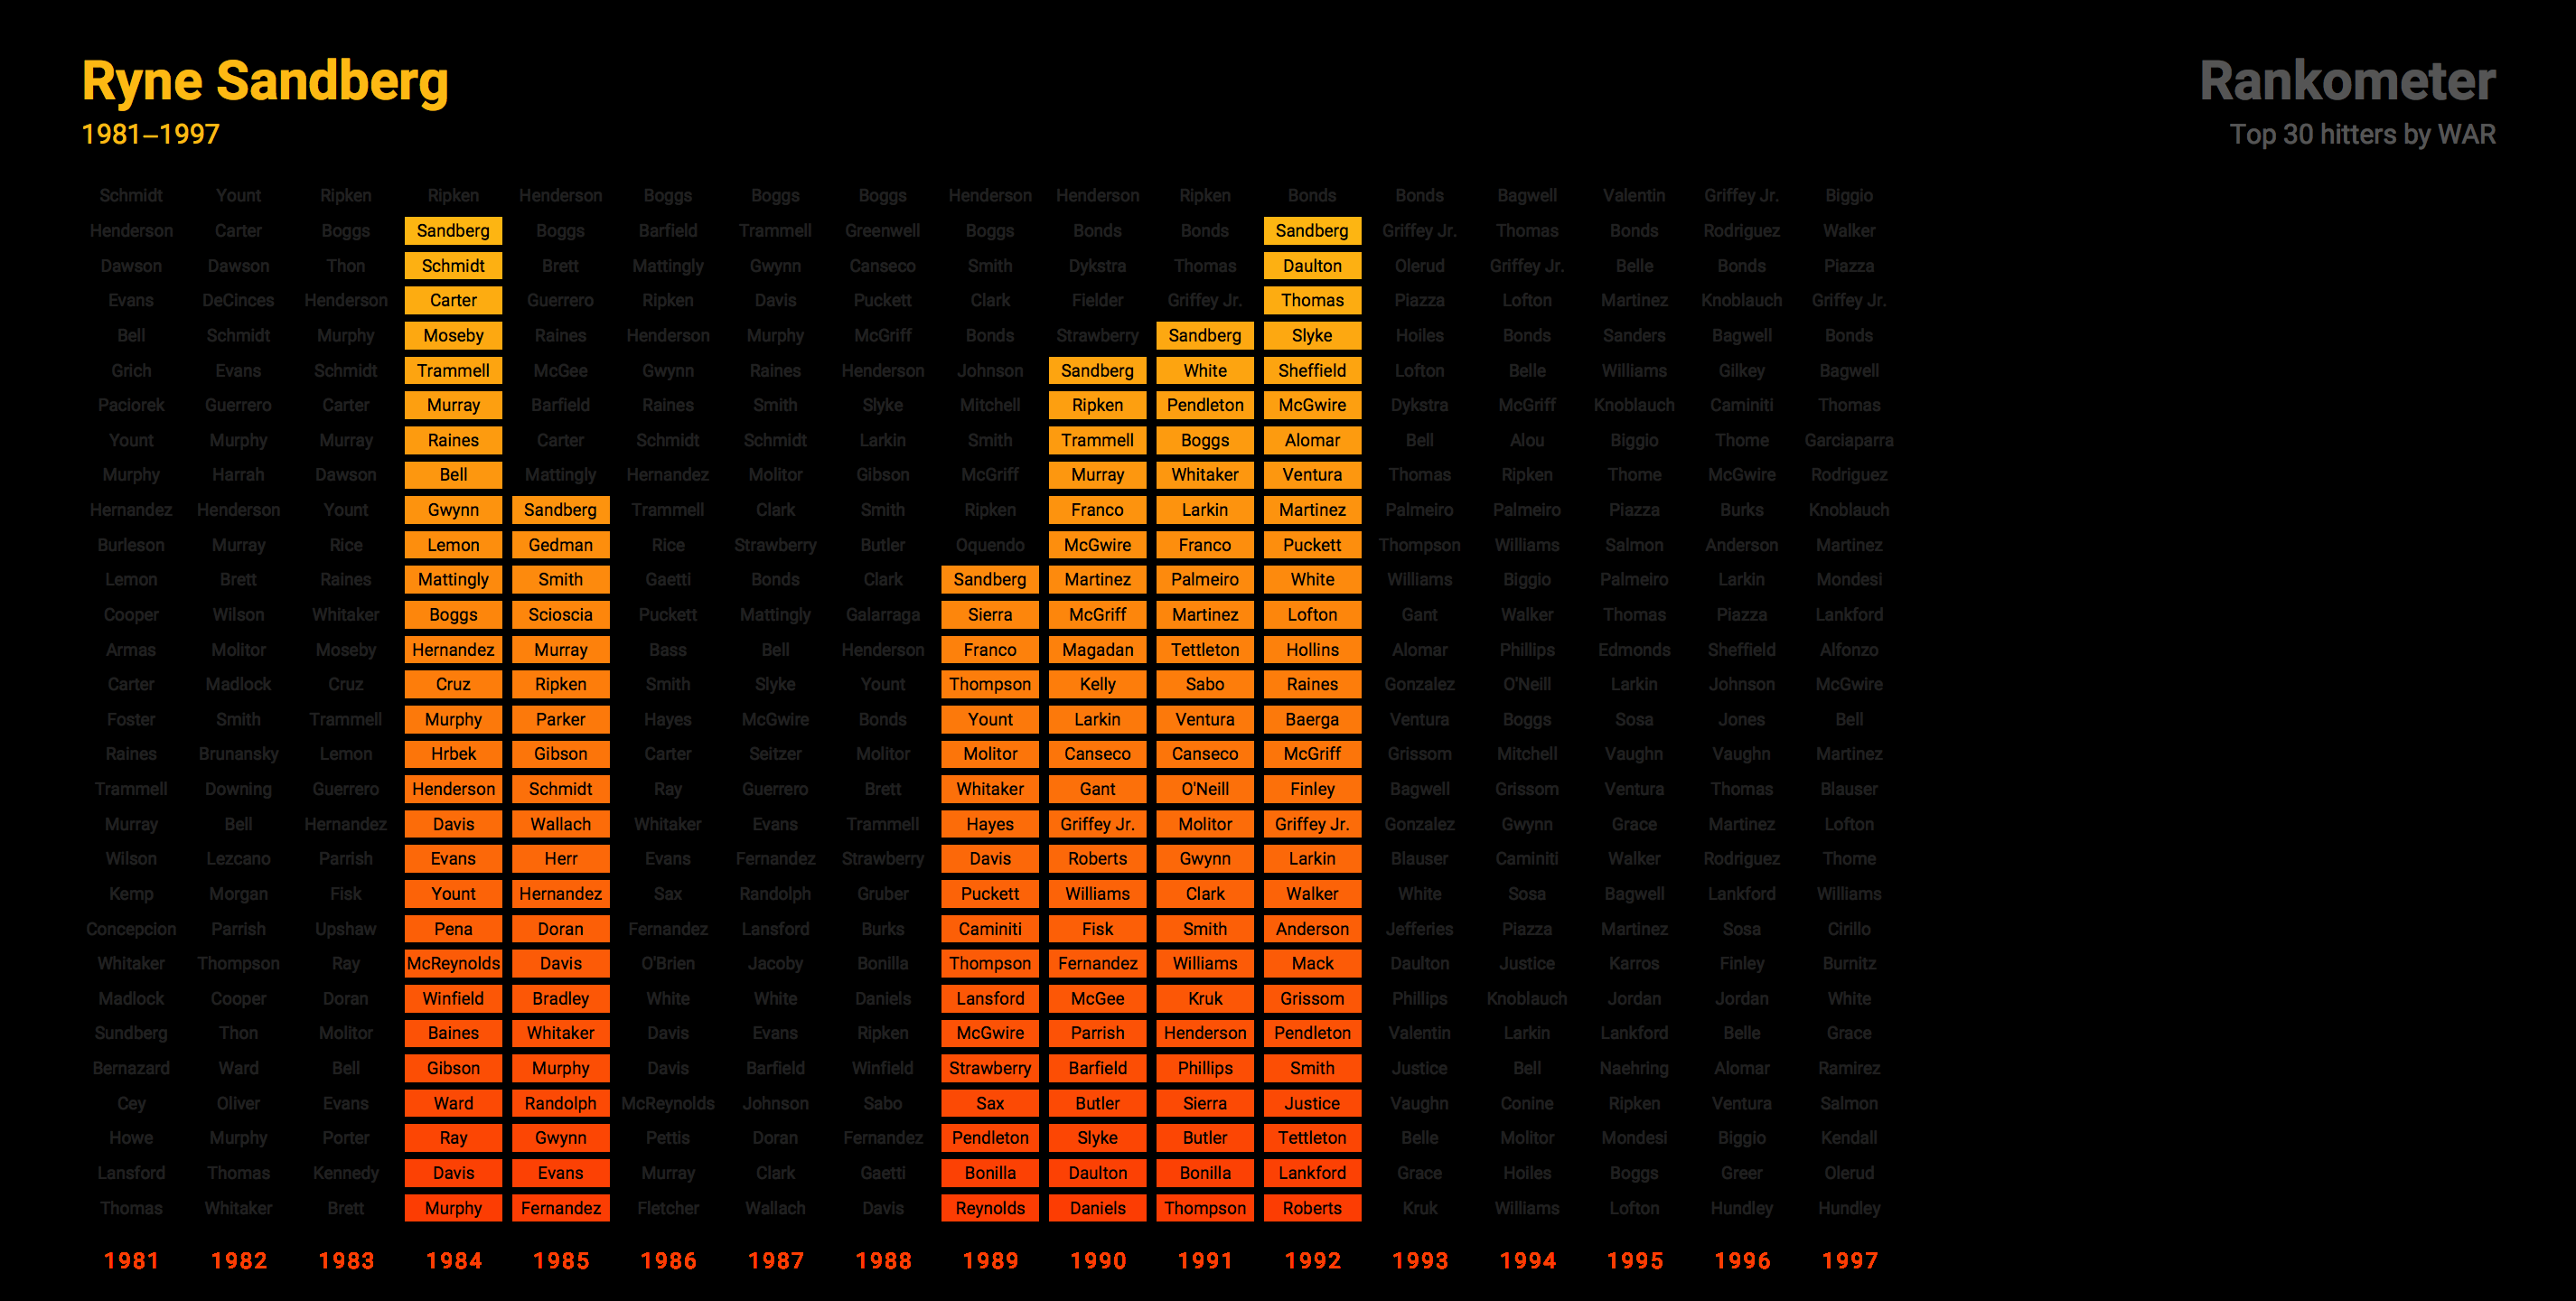 Ryne Sandberg
1981–1997
Rankometer
Top 30 hitters by WAR
Schmidt Yount Ripken Ripken Henderson Boggs Boggs Boggs Henderson Henderson Ripken Bonds Bonds Bagwell Valentin Griffey Jr. Biggio
Henderson Carter Boggs Sandberg Boggs Barfield Trammell Greenwell Boggs Bonds Bonds Sandberg Griffey Jr. Thomas Bonds Rodriguez Walker
Dawson Dawson Thon Schmidt Brett Mattingly Gwynn Canseco Smith Dykstra Thomas Daulton Olerud Griffey Jr. Belle Bonds Piazza
Evans DeCinces Henderson Carter Guerrero Ripken Davis Puckett Clark Fielder Griffey Jr. Thomas Piazza Lofton Martinez Knoblauch Griffey Jr.
Bell Schmidt Murphy Moseby Raines Henderson Murphy McGriff Bonds Strawberry Sandberg Slyke Hoiles Bonds Sanders Bagwell Bonds
Grich Evans Schmidt Trammell McGee Gwynn Raines Henderson Johnson Sandberg White Sheffield Lofton Belle Williams Gilkey Bagwell
Paciorek Guerrero Carter Murray Barfield Raines Smith Slyke Mitchell Ripken Pendleton McGwire Dykstra McGriff Knoblauch Caminiti Thomas
Yount Murphy Murray Raines Carter Schmidt Schmidt Larkin Smith Trammell Boggs Alomar Bell Alou Biggio Thome Garciaparra
Murphy Harrah Dawson Bell Mattingly Hernandez Molitor Gibson McGriff Murray Whitaker Ventura Thomas Ripken Thome McGwire Rodriguez
Hernandez Henderson Yount Gwynn Sandberg Trammell Clark Smith Ripken Franco Larkin Martinez Palmeiro Palmeiro Piazza Burks Knoblauch
Burleson Murray Rice Lemon Gedman Rice Strawberry Butler Oquendo McGwire Franco Puckett Thompson Williams Salmon Anderson Martinez
Lemon Brett Raines Mattingly Smith Gaetti Bonds Clark Sandberg Martinez Palmeiro White Williams Biggio Palmeiro Larkin Mondesi
Cooper Wilson Whitaker Boggs Scioscia Puckett Mattingly Galarraga Sierra McGriff Martinez Lofton Gant Walker Thomas Piazza Lankford
Armas Molitor Moseby Hernandez Murray Bass Bell Henderson Franco Magadan Tettleton Hollins Alomar Phillips Edmonds Sheffield Alfonzo
Carter Madlock Cruz Cruz Ripken Smith Slyke Yount Thompson Kelly Sabo Raines Gonzalez O'Neill Larkin Johnson McGwire
Foster Smith Trammell Murphy Parker Hayes McGwire Bonds Yount Larkin Ventura Baerga Ventura Boggs Sosa Jones Bell
Raines Brunansky Lemon Hrbek Gibson Carter Seitzer Molitor Molitor Canseco Canseco McGriff Grissom Mitchell Vaughn Vaughn Martinez
Trammell Downing Guerrero Henderson Schmidt Ray Guerrero Brett Whitaker Gant O'Neill Finley Bagwell Grissom Ventura Thomas Blauser
Murray Bell Hernandez Davis Wallach Whitaker Evans Trammell Hayes Griffey Jr. Molitor Griffey Jr. Gonzalez Gwynn Grace Martinez Lofton
Wilson Lezcano Parrish Evans Herr Evans Fernandez Strawberry Davis Roberts Gwynn Larkin Blauser Caminiti Walker Rodriguez Thome
Kemp Morgan Fisk Yount Hernandez Sax Randolph Gruber Puckett Williams Clark Walker White Sosa Bagwell Lankford Williams
Concepcion Parrish Upshaw Pena Doran Fernandez Lansford Burks Caminiti Fisk Smith Anderson Jefferies Piazza Martinez Sosa Cirillo
Whitaker Thompson Ray McReynolds Davis O'Brien Jacoby Bonilla Thompson Fernandez Williams Mack Daulton Justice Karros Finley Burnitz
Madlock Cooper Doran Winfield Bradley White White Daniels Lansford McGee Kruk Grissom Phillips Knoblauch Jordan Jordan White
Sundberg Thon Molitor Baines Whitaker Davis Evans Ripken McGwire Parrish Henderson Pendleton Valentin Larkin Lankford Belle Grace
Bernazard Ward Bell Gibson Murphy Davis Barfield Winfield Strawberry Barfield Phillips Smith Justice Bell Naehring Alomar Ramirez
Cey Oliver Evans Ward Randolph McReynolds Johnson Sabo Sax Butler Sierra Justice Vaughn Conine Ripken Ventura Salmon
Howe Murphy Porter Ray Gwynn Pettis Doran Fernandez Pendleton Slyke Butler Tettleton Belle Molitor Mondesi Biggio Kendall
Lansford Thomas Kennedy Davis Evans Murray Clark Gaetti Bonilla Daulton Bonilla Lankford Grace Hoiles Boggs Greer Olerud
Thomas Whitaker Brett Murphy Fernandez Fletcher Wallach Davis Reynolds Daniels Thompson Roberts Kruk Williams Lofton Hundley Hundley
1981 1982 1983 1984 1985 1986 1987 1988 1989 1990 1991 1992 1993 1994 1995 1996 1997